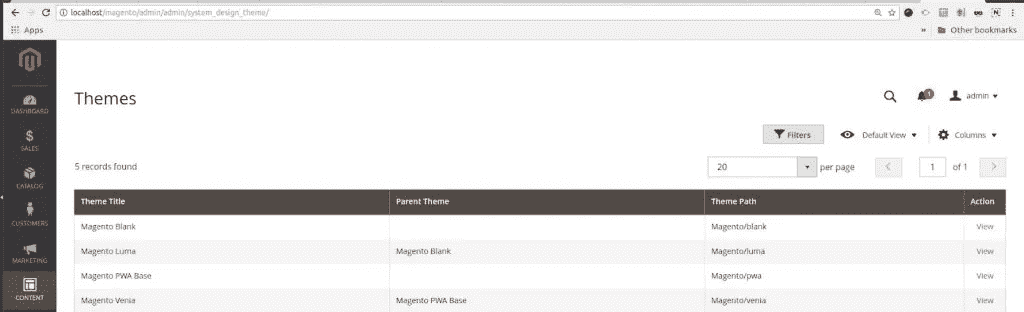 localhost/magento/admin/admin/system_design_theme/
Apps
» Other bookmarks
Themes
1 admin
DASHBOARD
SALES
CATALOG
CUSTOMERS
MARKETING
CONTENT
Filters Default View Columns
5 records found 20 per page 1 of 1
Theme Title Parent Theme Theme Path Action
Magento Blank Magento/blank View
Magento Luma Magento Blank Magento/luma View
Magento PWA Base Magento/pwa View
Magento Venia Magento PWA Base Magento/venia View